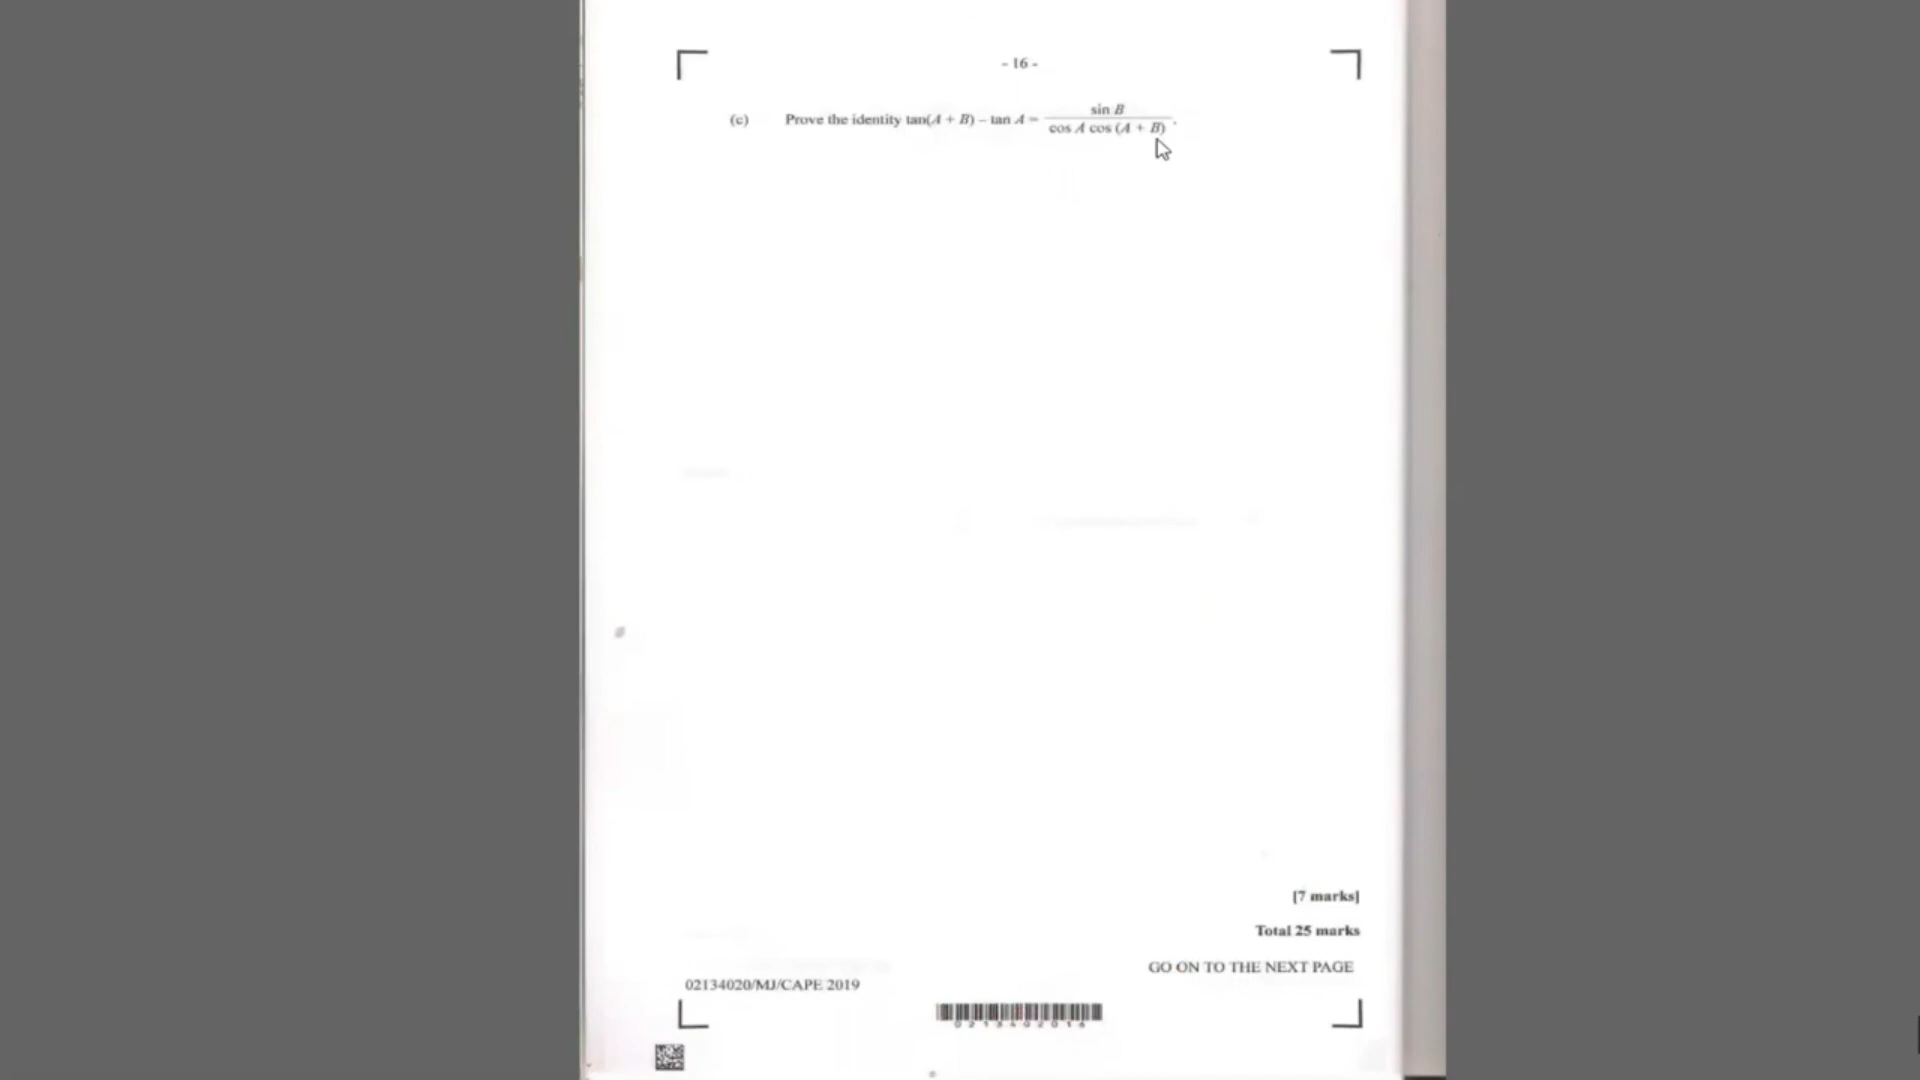 - 16 -
(c) Prove the identity tan(A + B) – tan A = sin B / cos A cos (A + B) .
[7 marks]
Total 25 marks
GO ON TO THE NEXT PAGE
02134020/MJ/CAPE 2019
0213402016